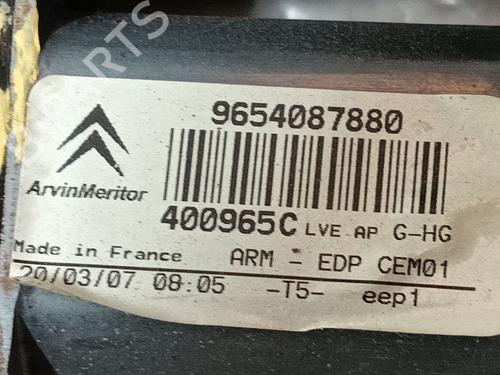 PARTS
9654087880
ArvinMeritor
400965C LVE AP G-HG
Made in France ARM - EDP CEM01
20/03/07 08:05 -T5- eep1